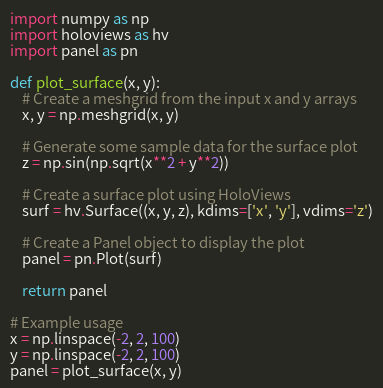 import numpy as np
import holoviews as hv
import panel as pn

def plot_surface(x, y):
    # Create a meshgrid from the input x and y arrays
    x, y = np.meshgrid(x, y)

    # Generate some sample data for the surface plot
    z = np.sin(np.sqrt(x**2 + y**2))

    # Create a surface plot using HoloViews
    surf = hv.Surface((x, y, z), kdims=['x', 'y'], vdims='z')

    # Create a Panel object to display the plot
    panel = pn.Plot(surf)

    return panel

# Example usage
x = np.linspace(-2, 2, 100)
y = np.linspace(-2, 2, 100)
panel = plot_surface(x, y)